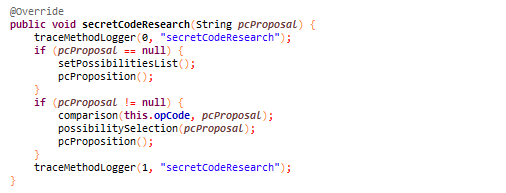 @Override
public void secretCodeResearch(String pcProposal) {
    traceMethodLogger(0, "secretCodeResearch");
    if (pcProposal == null) {
        setPossibilitiesList();
        pcProposition();
    }
    if (pcProposal != null) {
        comparison(this.opCode, pcProposal);
        possibilitySelection(pcProposal);
        pcProposition();
    }
    traceMethodLogger(1, "secretCodeResearch");
}